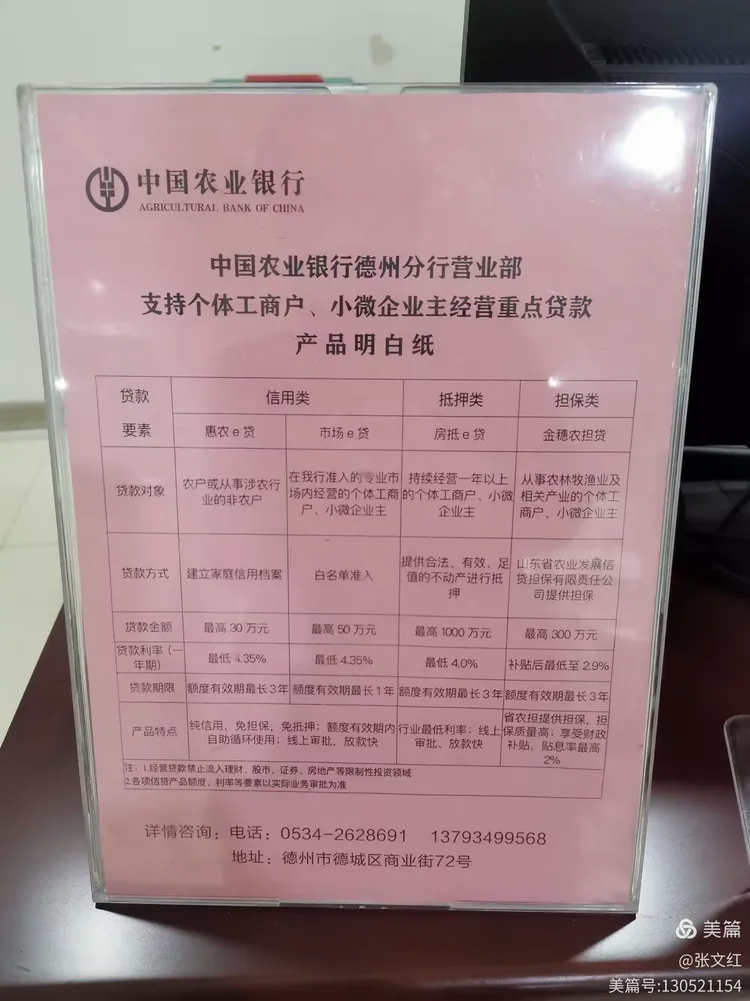 中国农业银行
AGRICULTURAL BANK OF CHINA
中国农业银行德州分行营业部
支持个体工商户、小微企业主经营重点贷款
产品明白纸
贷款要素 信用类 抵押类 担保类
惠农e贷 市场e贷 房抵e贷 金穗农担贷
贷款对象 农户或从事涉农行业的非农户 在我行准入的专业市场内经营的个体工商户、小微企业主 持续经营一年以上的个体工商户、小微企业主 从事农林牧渔业及相关产业的个体工商户、小微企业主
贷款方式 建立家庭信用档案 白名单准入 提供合法、有效、足值的不动产进行抵押 山东省农业发展信贷担保有限责任公司提供担保
贷款金额 最高30万元 最高50万元 最高1000万元 最高300万元
贷款利率(一年期) 最低4.35% 最低4.35% 最低4.0% 补贴后最低至2.9%
贷款期限 额度有效期最长3年 额度有效期最长1年 额度有效期最长3年 额度有效期最长3年
产品特点 纯信用，免担保，免抵押；额度有效期内自助循环使用；线上审批、放款快 行业最低利率；线上审批、放款快 省农担提供担保，担保质量高；享受财政补贴、贴息率最高2%
注：1.经营贷款禁止流入理财、股市、证券、房地产等限制性投资领域
2.各项信贷产品额度、利率等要素以实际业务审批为准
详情咨询：电话：0534-2628691 13793499568
地址：德州市德城区商业街72号
美篇
@张文红
美篇号:130521154